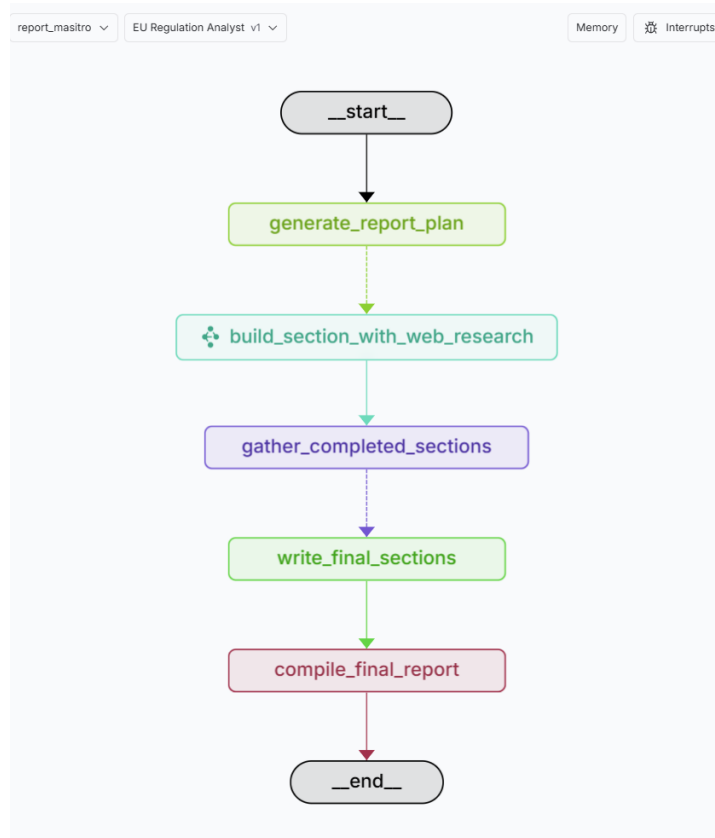 report_masitro
EU Regulation Analyst v1
Memory
Interrupts
__start__
generate_report_plan
build_section_with_web_research
gather_completed_sections
write_final_sections
compile_final_report
__end__